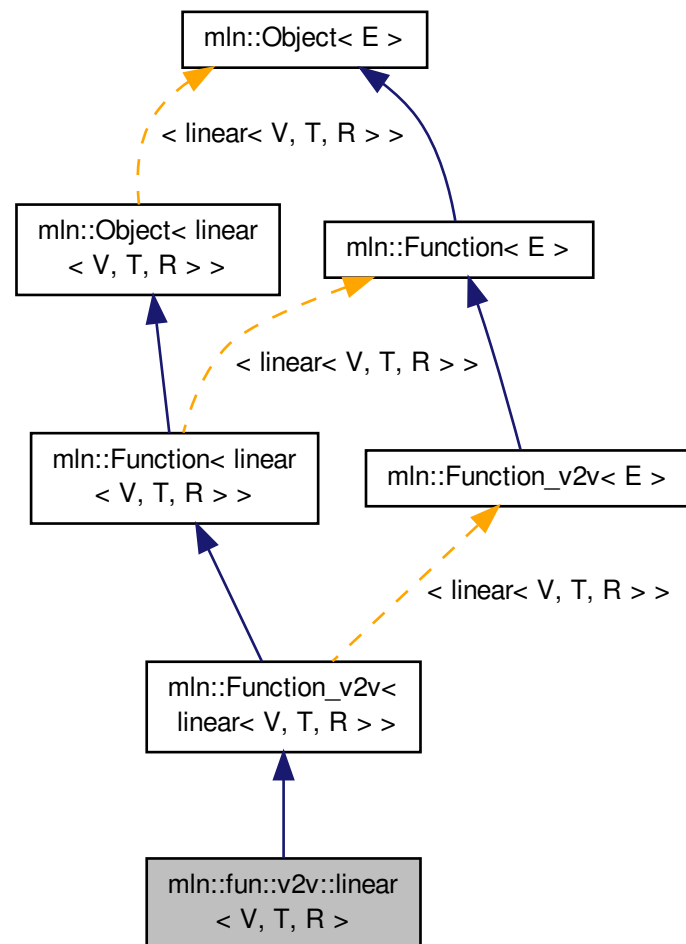 mln::Object< E >
< linear< V, T, R > >
mln::Object< linear
< V, T, R > >
mln::Function< E >
< linear< V, T, R > >
mln::Function< linear
< V, T, R > >
mln::Function_v2v< E >
< linear< V, T, R > >
mln::Function_v2v<
linear< V, T, R > >
mln::fun::v2v::linear
< V, T, R >